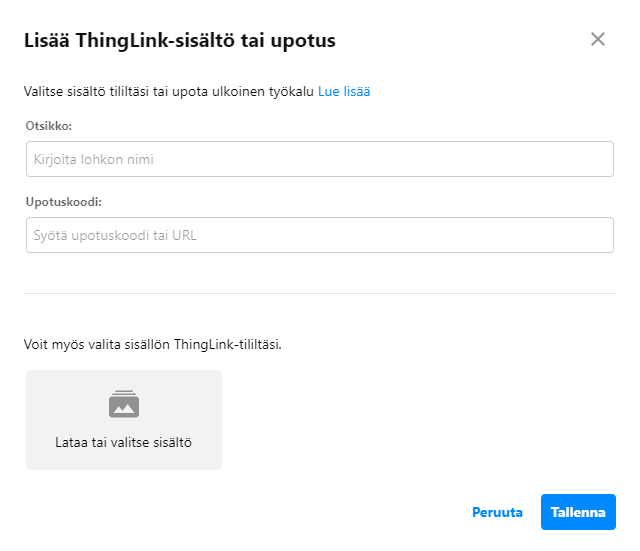 Lisää ThingLink-sisältö tai upotus
Valitse sisältö tililtäsi tai upota ulkoinen työkalu Lue lisää
Otsikko:
Kirjoita lohkon nimi
Upotuskoodi:
Syötä upotuskoodi tai URL
Voit myös valita sisällön ThingLink-tililtäsi.
Lataa tai valitse sisältö
Peruuta Tallenna